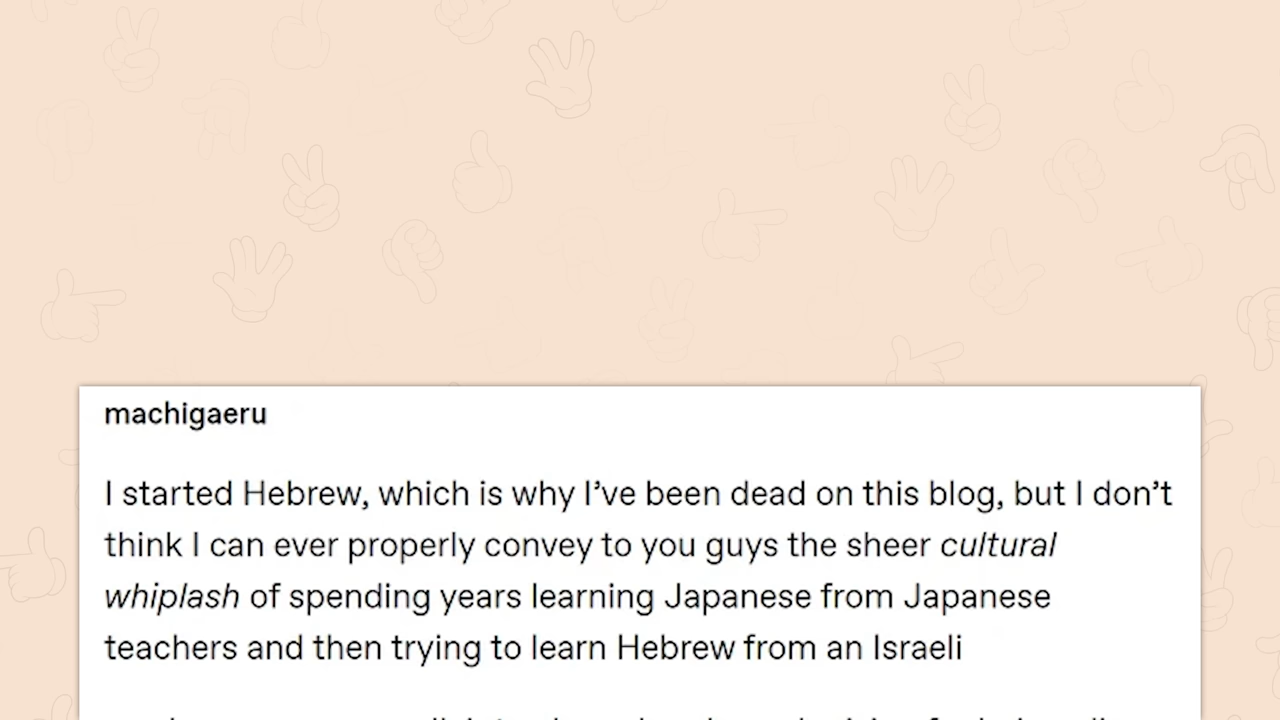 machigaeru
I started Hebrew, which is why I’ve been dead on this blog, but I don’t
think I can ever properly convey to you guys the sheer cultural
whiplash of spending years learning Japanese from Japanese
teachers and then trying to learn Hebrew from an Israeli